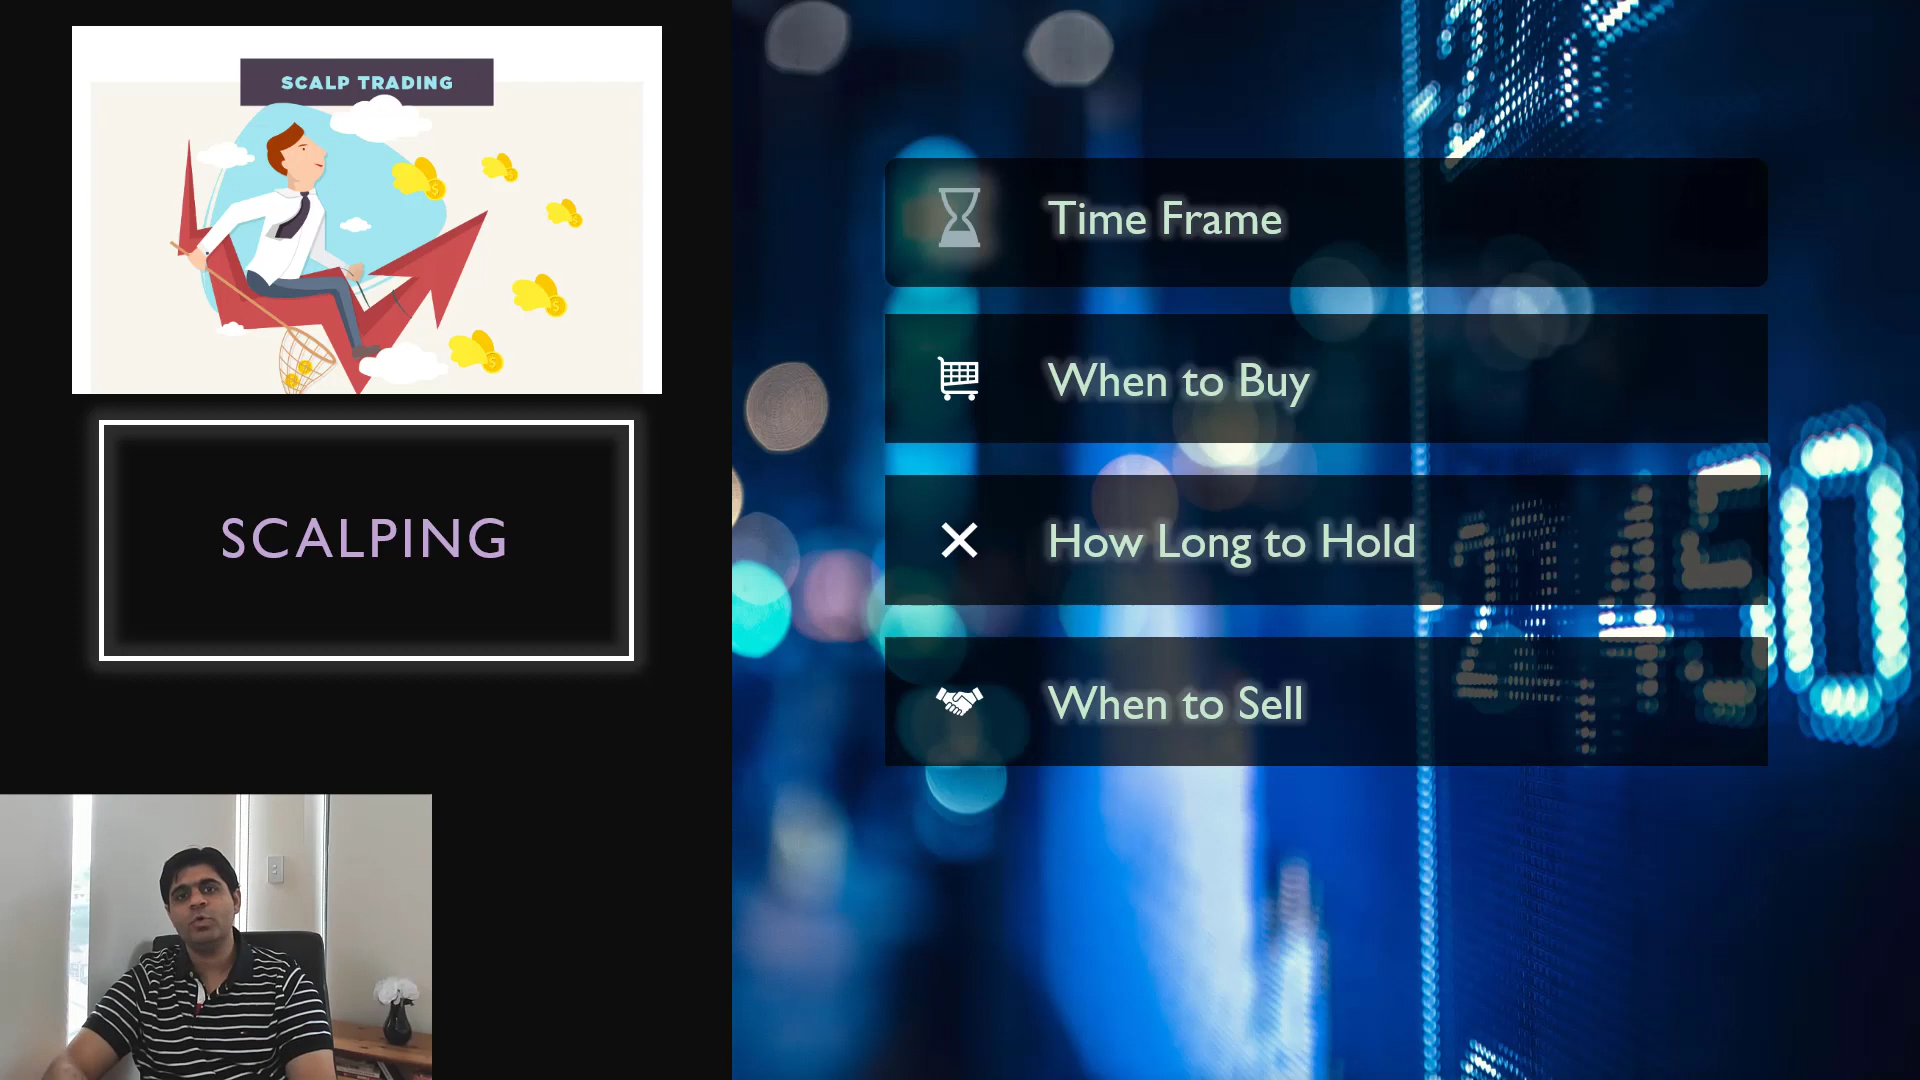 SCALP TRADING
SCALPING
Time Frame
When to Buy
How Long to Hold
When to Sell